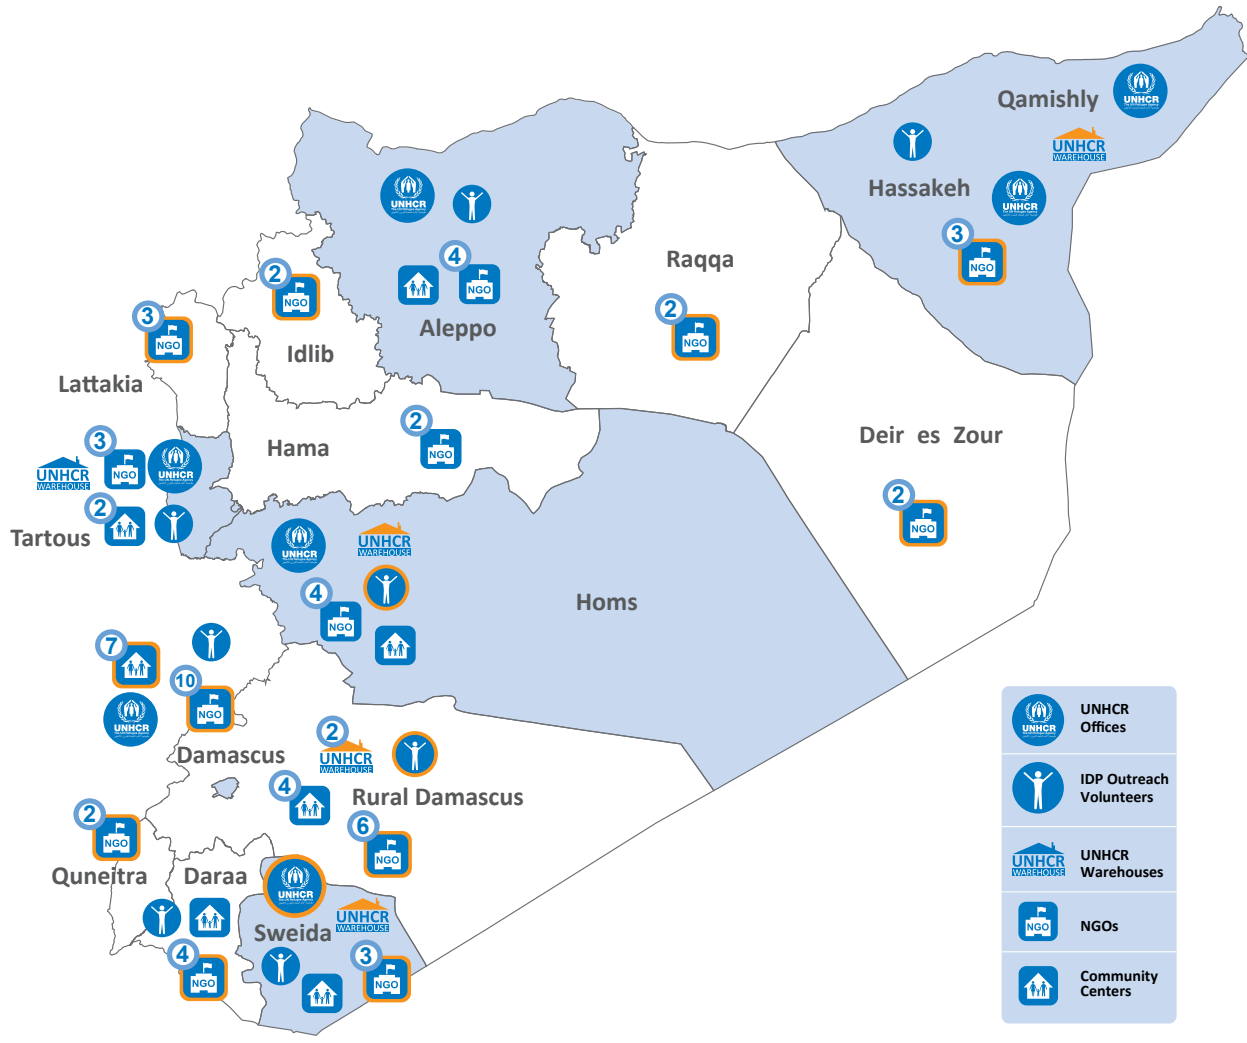 Qamishly
UNHCR
UNHCR
WAREHOUSE
Hassakeh
UNHCR
3
NGO
UNHCR
4
NGO
Aleppo
Raqqa
2
NGO
2
NGO
Idlib
3
NGO
Lattakia
Hama
2
NGO
Deir es Zour
2
NGO
3
NGO
UNHCR
UNHCR
WAREHOUSE
2
Tartous
UNHCR
UNHCR
WAREHOUSE
4
NGO
Homs
7
10
NGO
UNHCR
Damascus
2
UNHCR
WAREHOUSE
4
Rural Damascus
6
NGO
2
NGO
Quneitra
Daraa
4
NGO
UNHCR
UNHCR
WAREHOUSE
Sweida
3
NGO
UNHCR
UNHCR
Offices
IDP Outreach
Volunteers
UNHCR
WAREHOUSE
UNHCR
Warehouses
NGO
NGOs
Community
Centers